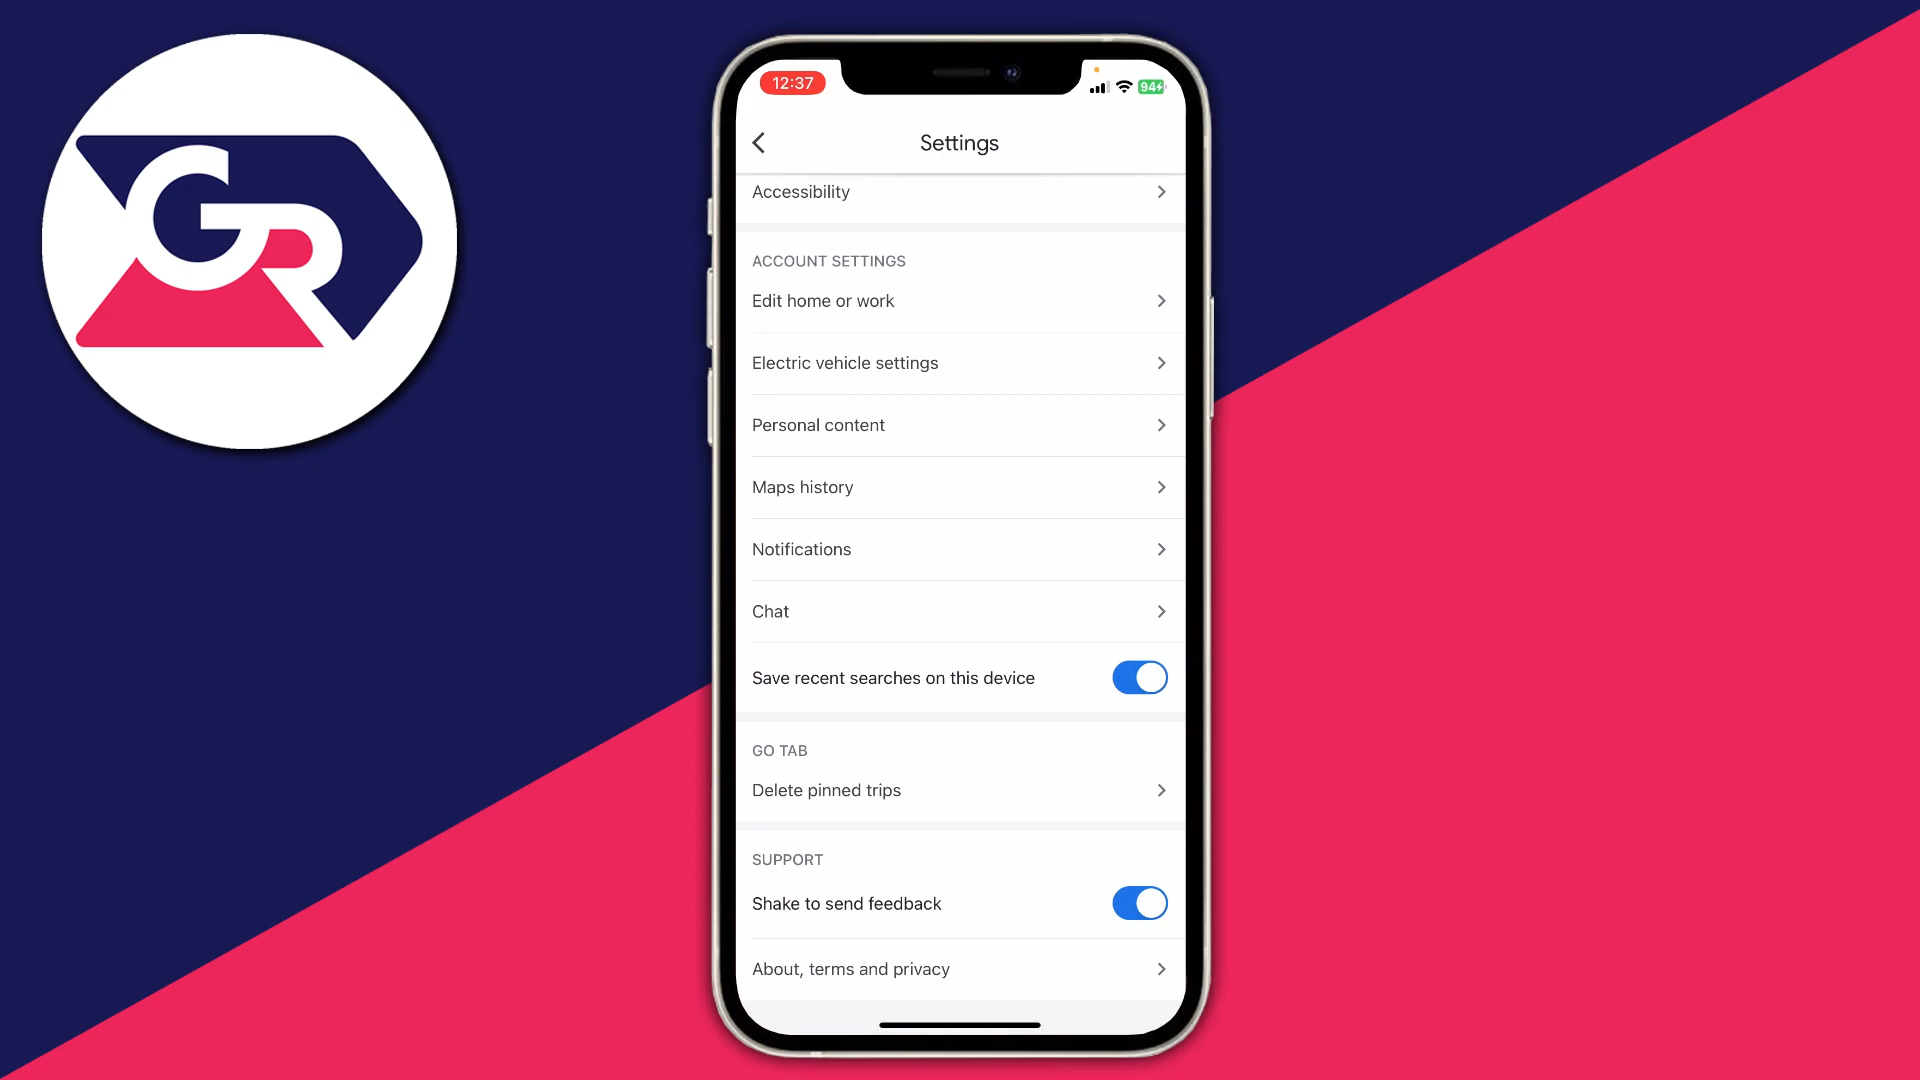 GR
12:37
94
Settings
Accessibility
ACCOUNT SETTINGS
Edit home or work
Electric vehicle settings
Personal content
Maps history
Notifications
Chat
Save recent searches on this device
GO TAB
Delete pinned trips
SUPPORT
Shake to send feedback
About, terms and privacy